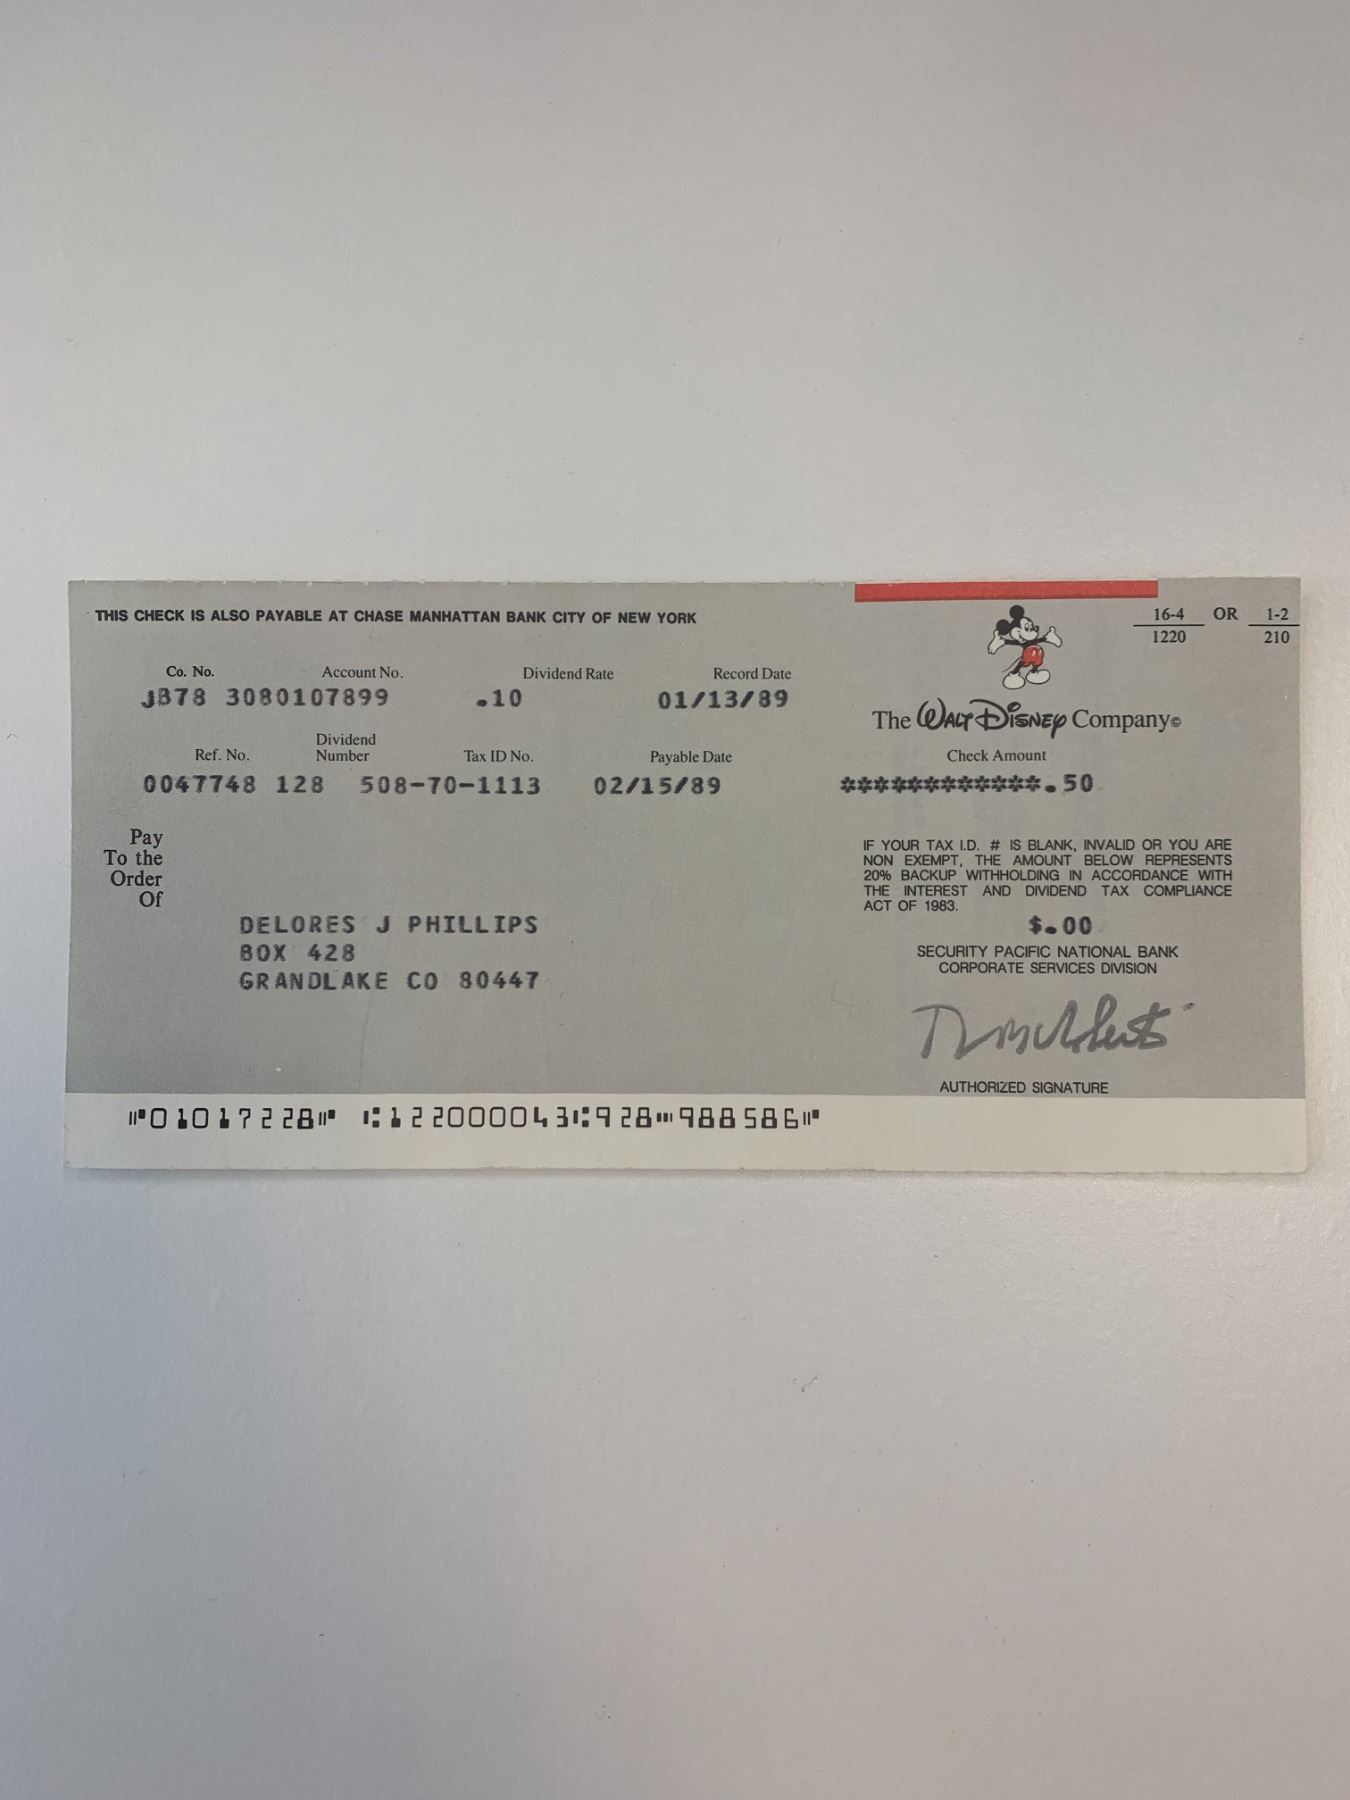 THIS CHECK IS ALSO PAYABLE AT CHASE MANHATTAN BANK CITY OF NEW YORK
16-4 OR 1-2
1220 210
Co. No. Account No. Dividend Rate Record Date
JB78 3080107899 .10 01/13/89
The WALT DISNEY Company©
Ref. No. Dividend Number Tax ID No. Payable Date Check Amount
0047748 128 508-70-1113 02/15/89 ************.50
Pay
To the
Order
Of
DELORES J PHILLIPS
BOX 428
GRANDLAKE CO 80447
IF YOUR TAX I.D. # IS BLANK, INVALID OR YOU ARE
NON EXEMPT, THE AMOUNT BELOW REPRESENTS
20% BACKUP WITHHOLDING IN ACCORDANCE WITH
THE INTEREST AND DIVIDEND TAX COMPLIANCE
ACT OF 1983.
$.00
SECURITY PACIFIC NATIONAL BANK
CORPORATE SERVICES DIVISION
AUTHORIZED SIGNATURE
⑈01017228⑈ ⑆122000043⑆928⑉988586⑈